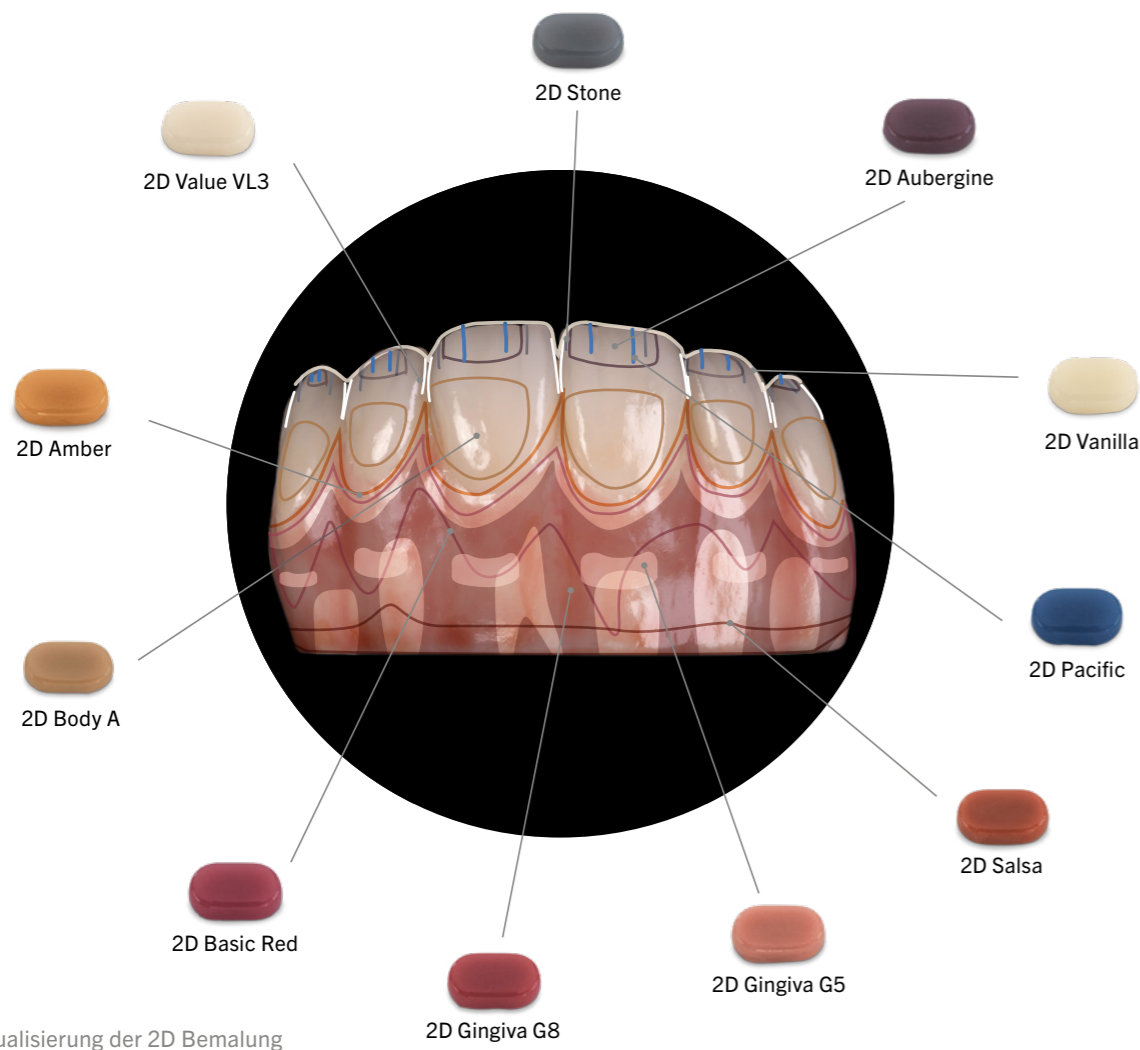 2D Stone
2D Value VL3
2D Aubergine
2D Amber
2D Vanilla
2D Body A
2D Pacific
2D Salsa
2D Basic Red
2D Gingiva G5
2D Gingiva G8
ualisierung der 2D Bemalung